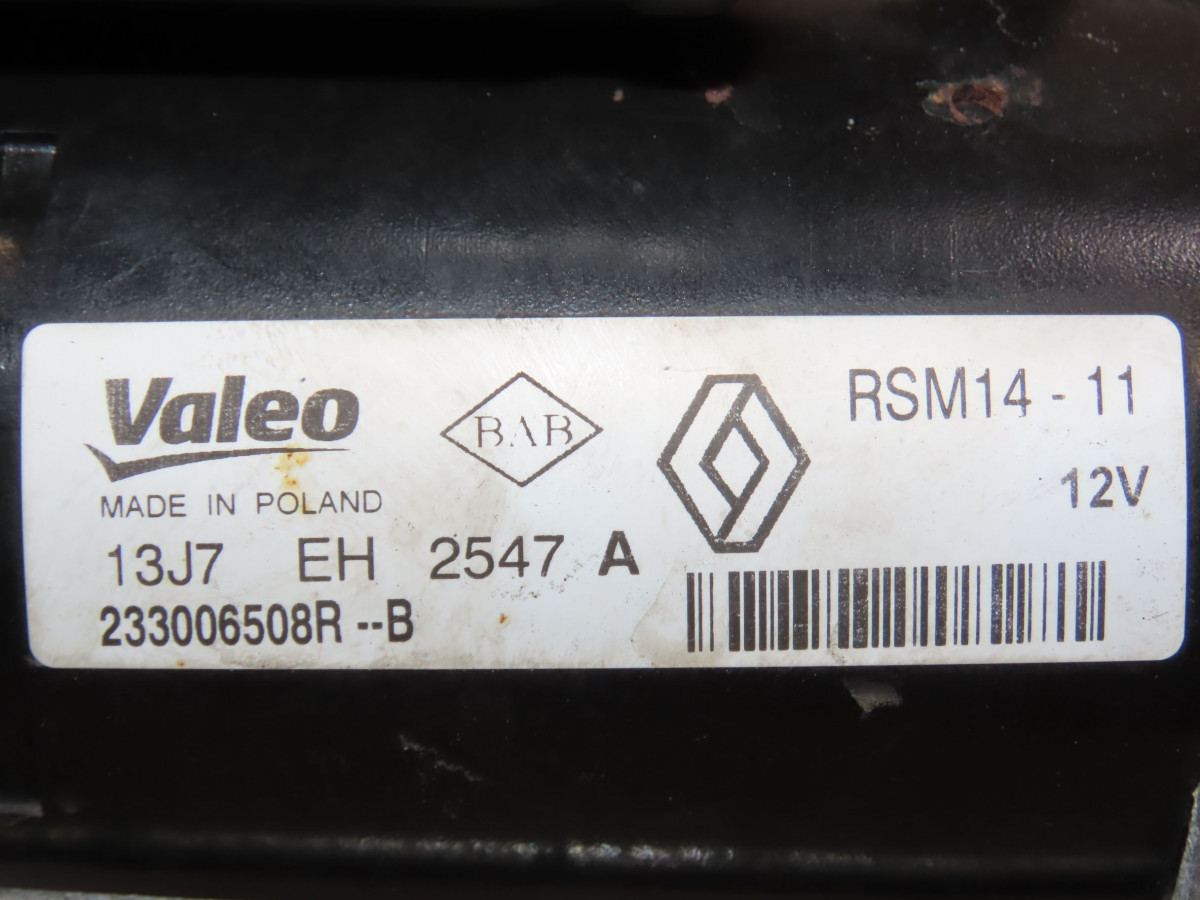 Valeo
BAB
RSM14 - 11
12V
MADE IN POLAND
13J7 EH 2547 A
233006508R --B